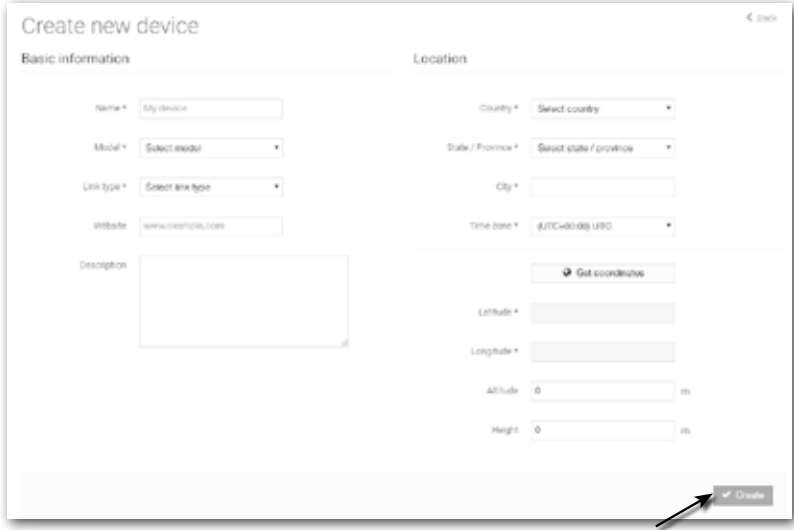 Create new device
Back
Basic information
Name *
My device
Model *
Select model
Link type *
Select link type
Website
www.example.com
Description
Location
Country *
Select country
State / Province *
Select state / province
City *
Time zone *
(UTC+00:00) UTC
Get coordinates
Latitude *
Longitude *
Altitude
0
m
Height
0
m
Create